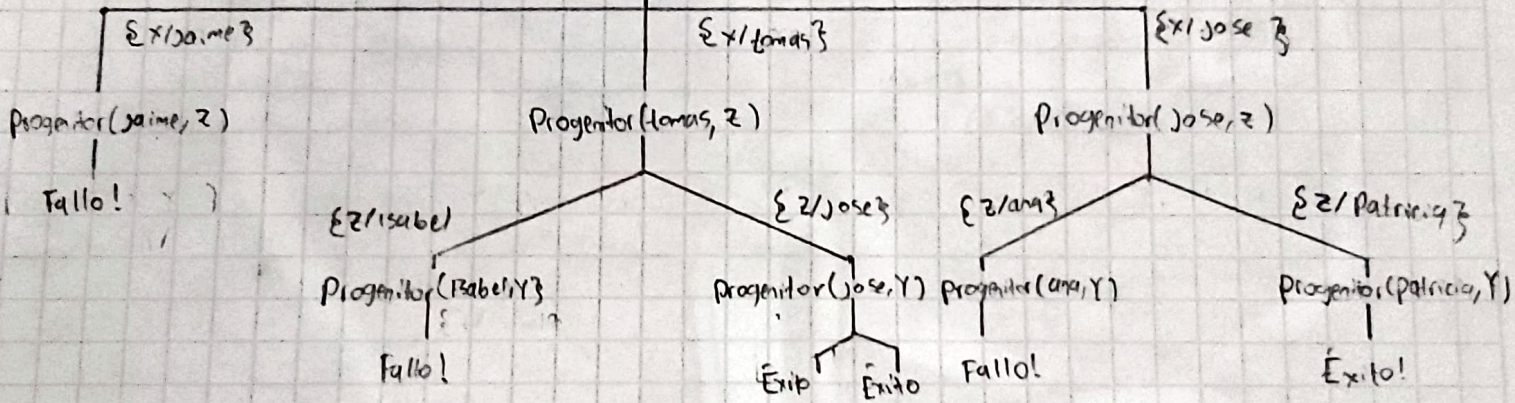 {x/jaime} {x/tomas} {x/jose}
Progenitor(jaime, z) Progenitor(tomas, z) Progenitor(jose, z)
Fallo!
{z/isabel {z/jose} {z/ana} {z/Patricia}
Progenitor(isabel, Y} progenitor(jose, Y) progenitor(ana, Y) Progenitor(patricia, Y)
Fallo! Éxito Éxito Fallo! Éxito!